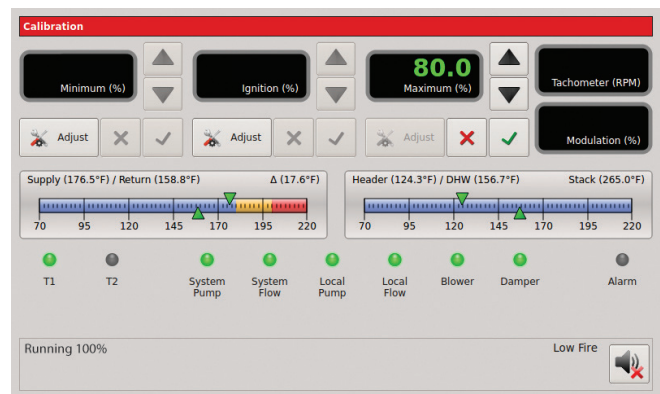 Calibration
80.0
Minimum (%)
Ignition (%)
Maximum (%)
Tachometer (RPM)
Adjust
Adjust
Adjust
Modulation (%)
Supply (176.5°F) / Return (158.8°F) Δ (17.6°F)
70 95 120 145 170 195 220
Header (124.3°F) / DHW (156.7°F) Stack (265.0°F)
70 95 120 145 170 195 220
T1
T2
System Pump
System Flow
Local Pump
Local Flow
Blower
Damper
Alarm
Running 100%
Low Fire